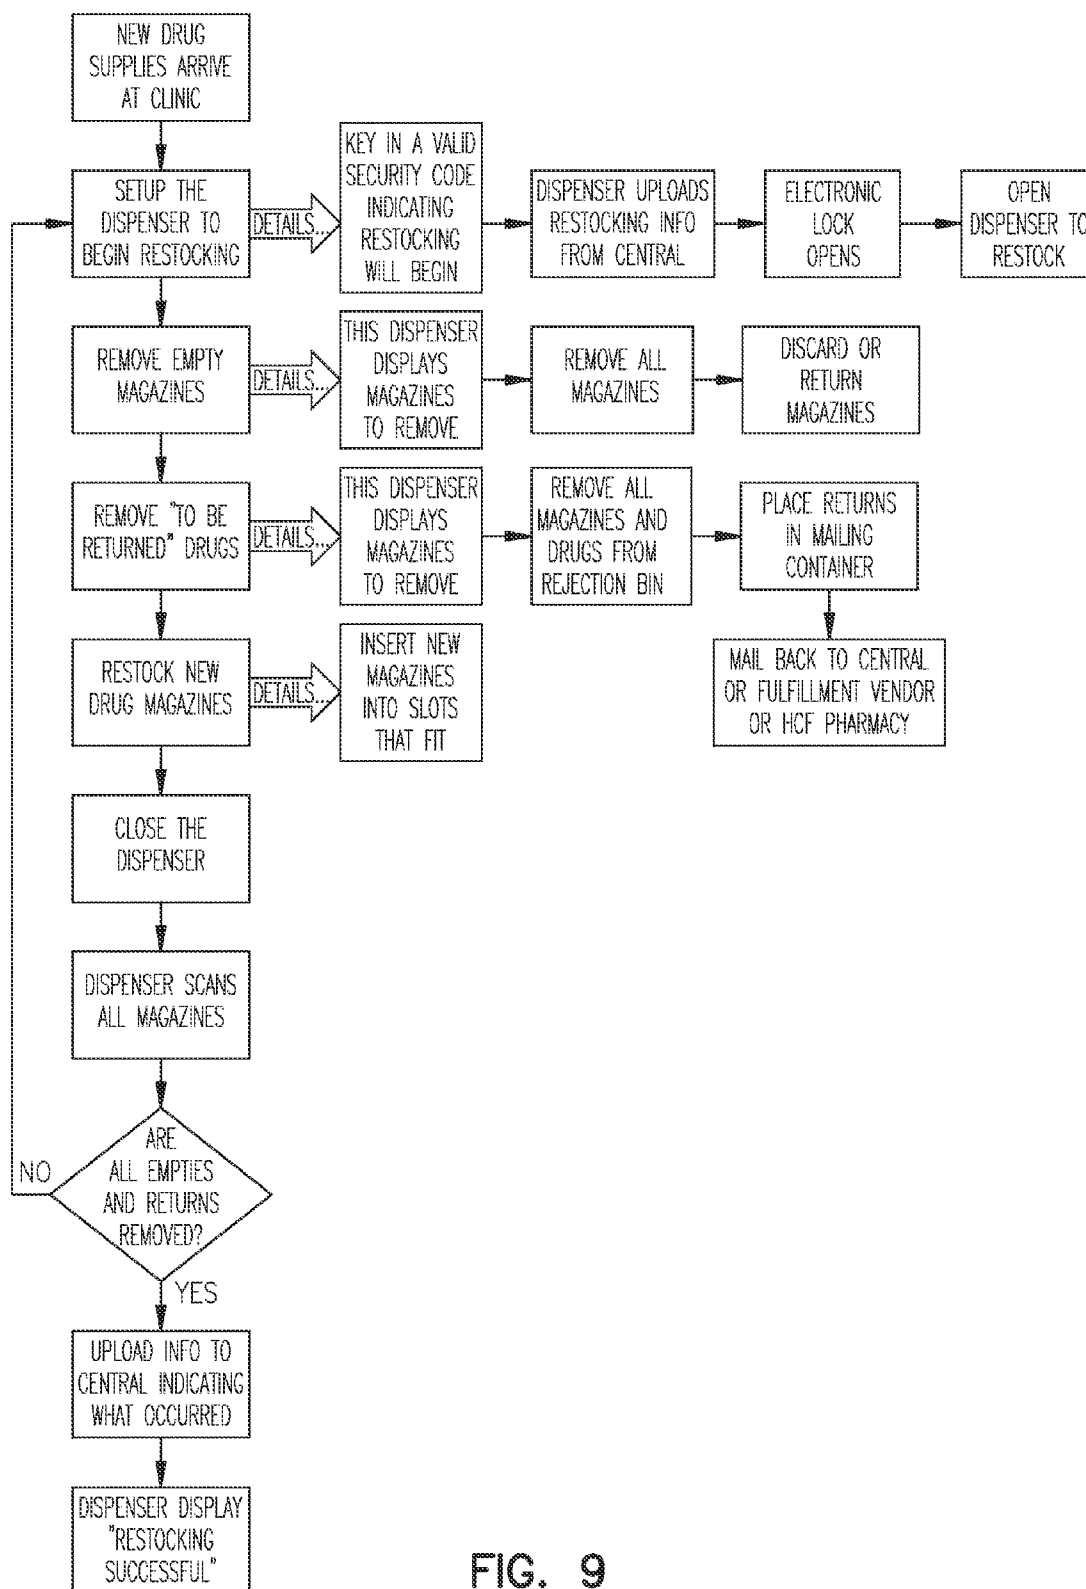 NEW DRUG
SUPPLIES ARRIVE
AT CLINIC
SETUP THE
DISPENSER TO
BEGIN RESTOCKING
DETAILS...
KEY IN A VALID
SECURITY CODE
INDICATING
RESTOCKING
WILL BEGIN
DISPENSER UPLOADS
RESTOCKING INFO
FROM CENTRAL
ELECTRONIC
LOCK
OPENS
OPEN
DISPENSER TO
RESTOCK
REMOVE EMPTY
MAGAZINES
DETAILS...
THIS DISPENSER
DISPLAYS
MAGAZINES
TO REMOVE
REMOVE ALL
MAGAZINES
DISCARD OR
RETURN
MAGAZINES
REMOVE "TO BE
RETURNED" DRUGS
DETAILS...
THIS DISPENSER
DISPLAYS
MAGAZINES
TO REMOVE
REMOVE ALL
MAGAZINES AND
DRUGS FROM
REJECTION BIN
PLACE RETURNS
IN MAILING
CONTAINER
MAIL BACK TO CENTRAL
OR FULFILLMENT VENDOR
OR HCF PHARMACY
RESTOCK NEW
DRUG MAGAZINES
DETAILS...
INSERT NEW
MAGAZINES
INTO SLOTS
THAT FIT
CLOSE THE
DISPENSER
DISPENSER SCANS
ALL MAGAZINES
ARE
ALL EMPTIES
AND RETURNS
REMOVED?
NO
YES
UPLOAD INFO TO
CENTRAL INDICATING
WHAT OCCURRED
DISPENSER DISPLAY
"RESTOCKING
SUCCESSFUL"
FIG. 9